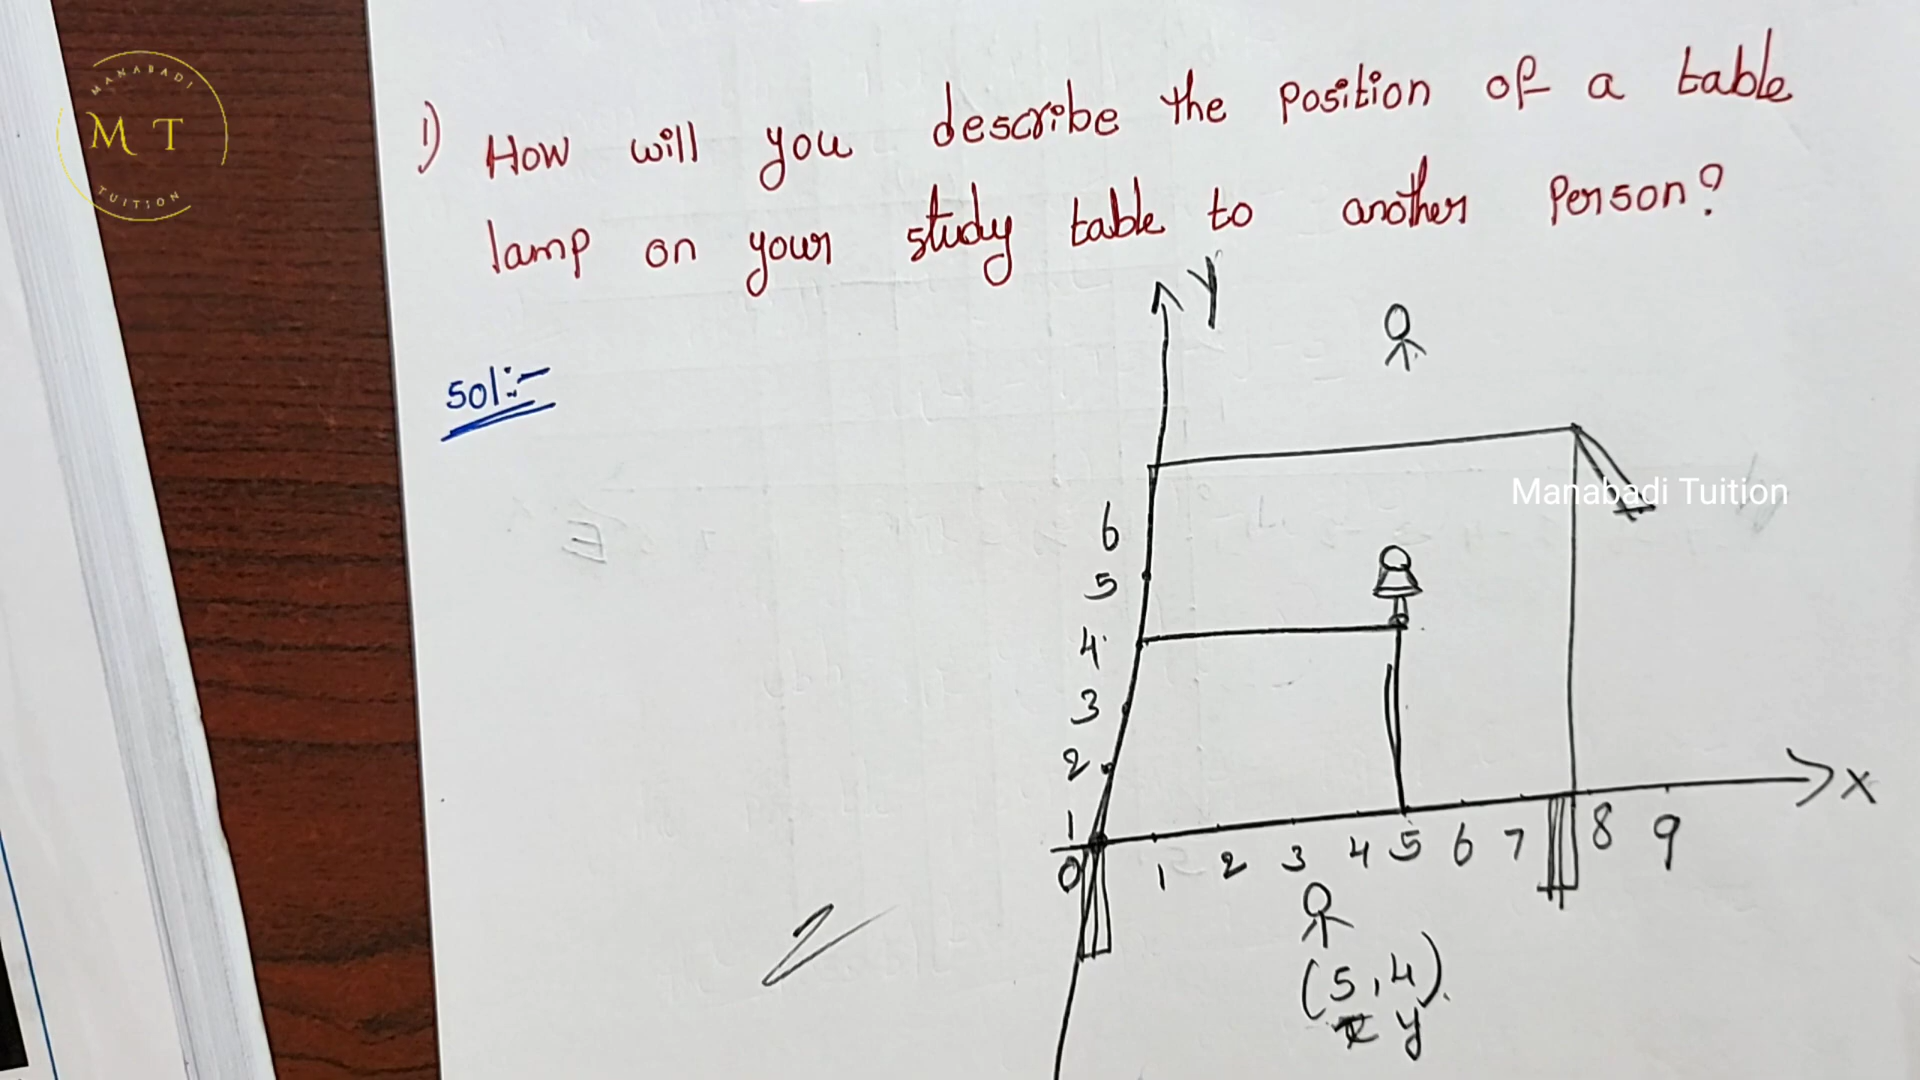 MANABADI
MT
TUITION
1) How will you describe the position of a table
lamp on your study table to another Person?
Sol:-
Y
6
5
4
3
2
1
0 1 2 3 4 5 6 7 8 9
X
Manabadi Tuition
(5,4).
x y